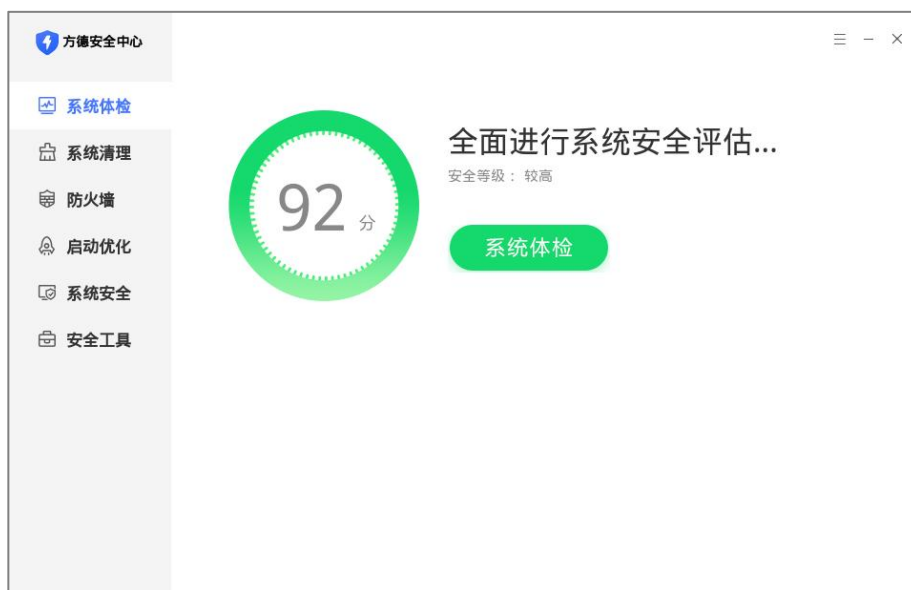 方德安全中心
系统体检
系统清理
防火墙
启动优化
系统安全
安全工具
92 分
全面进行系统安全评估...
安全等级： 较高
系统体检